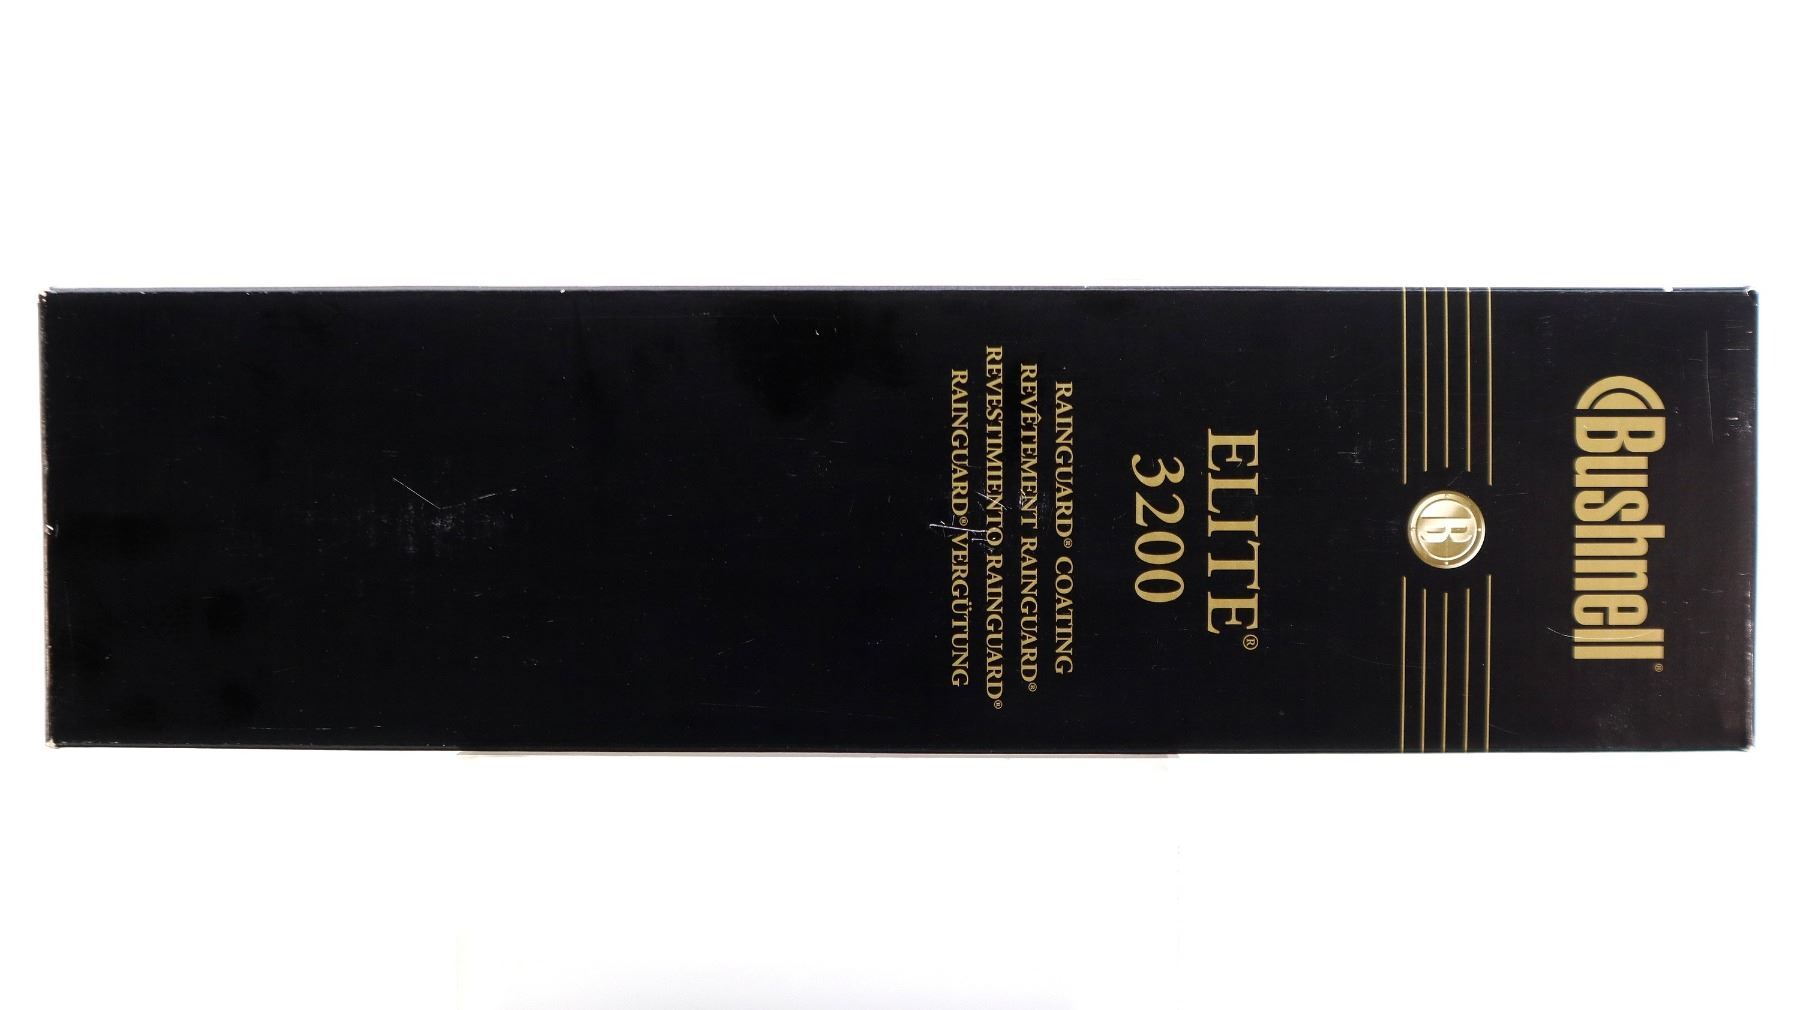 Bushnell®
B
ELITE®
3200
RAINGUARD® COATING
REVÊTEMENT RAINGUARD®
REVESTIMIENTO RAINGUARD®
RAINGUARD® VERGÜTUNG